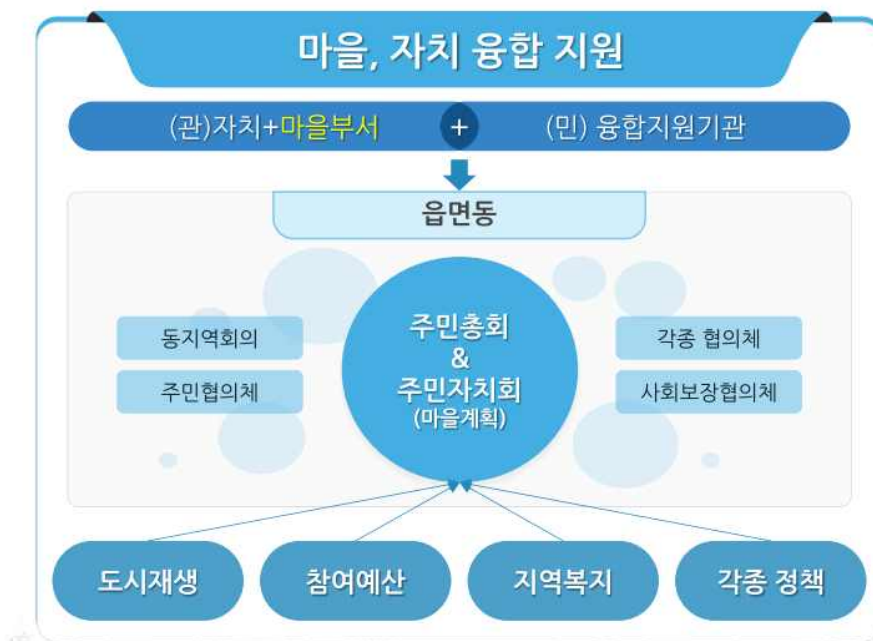 마을, 자치 융합 지원
(관)자치+마을부서 + (민) 융합지원기관
읍면동
동지역회의
주민협의체
주민총회
&
주민자치회
(마을계획)
각종 협의체
사회보장협의체
도시재생 참여예산 지역복지 각종 정책